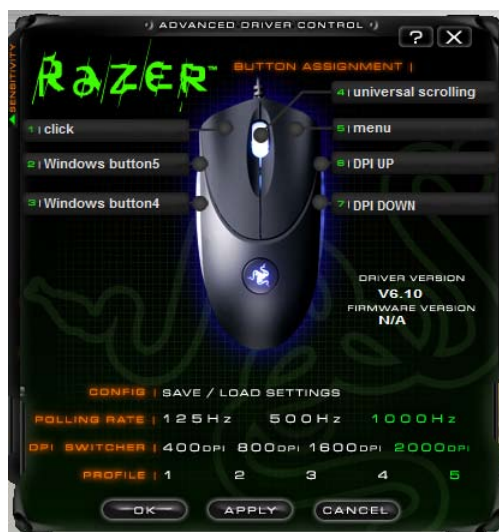 ADVANCED DRIVER CONTROL
? X
SENSITIVITY
RAZER™
BUTTON ASSIGNMENT |
4 | universal scrolling
1 | click
5 | menu
2 | Windows button5
6 | DPI UP
3 | Windows button4
7 | DPI DOWN
DRIVER VERSION
V6.10
FIRMWARE VERSION
N/A
CONFIG | SAVE / LOAD SETTINGS
POLLING RATE | 125Hz 500Hz 1000Hz
DPI SWITCHER | 400DPI 800DPI 1600DPI 2000DPI
PROFILE | 1 2 3 4 5
OK APPLY CANCEL